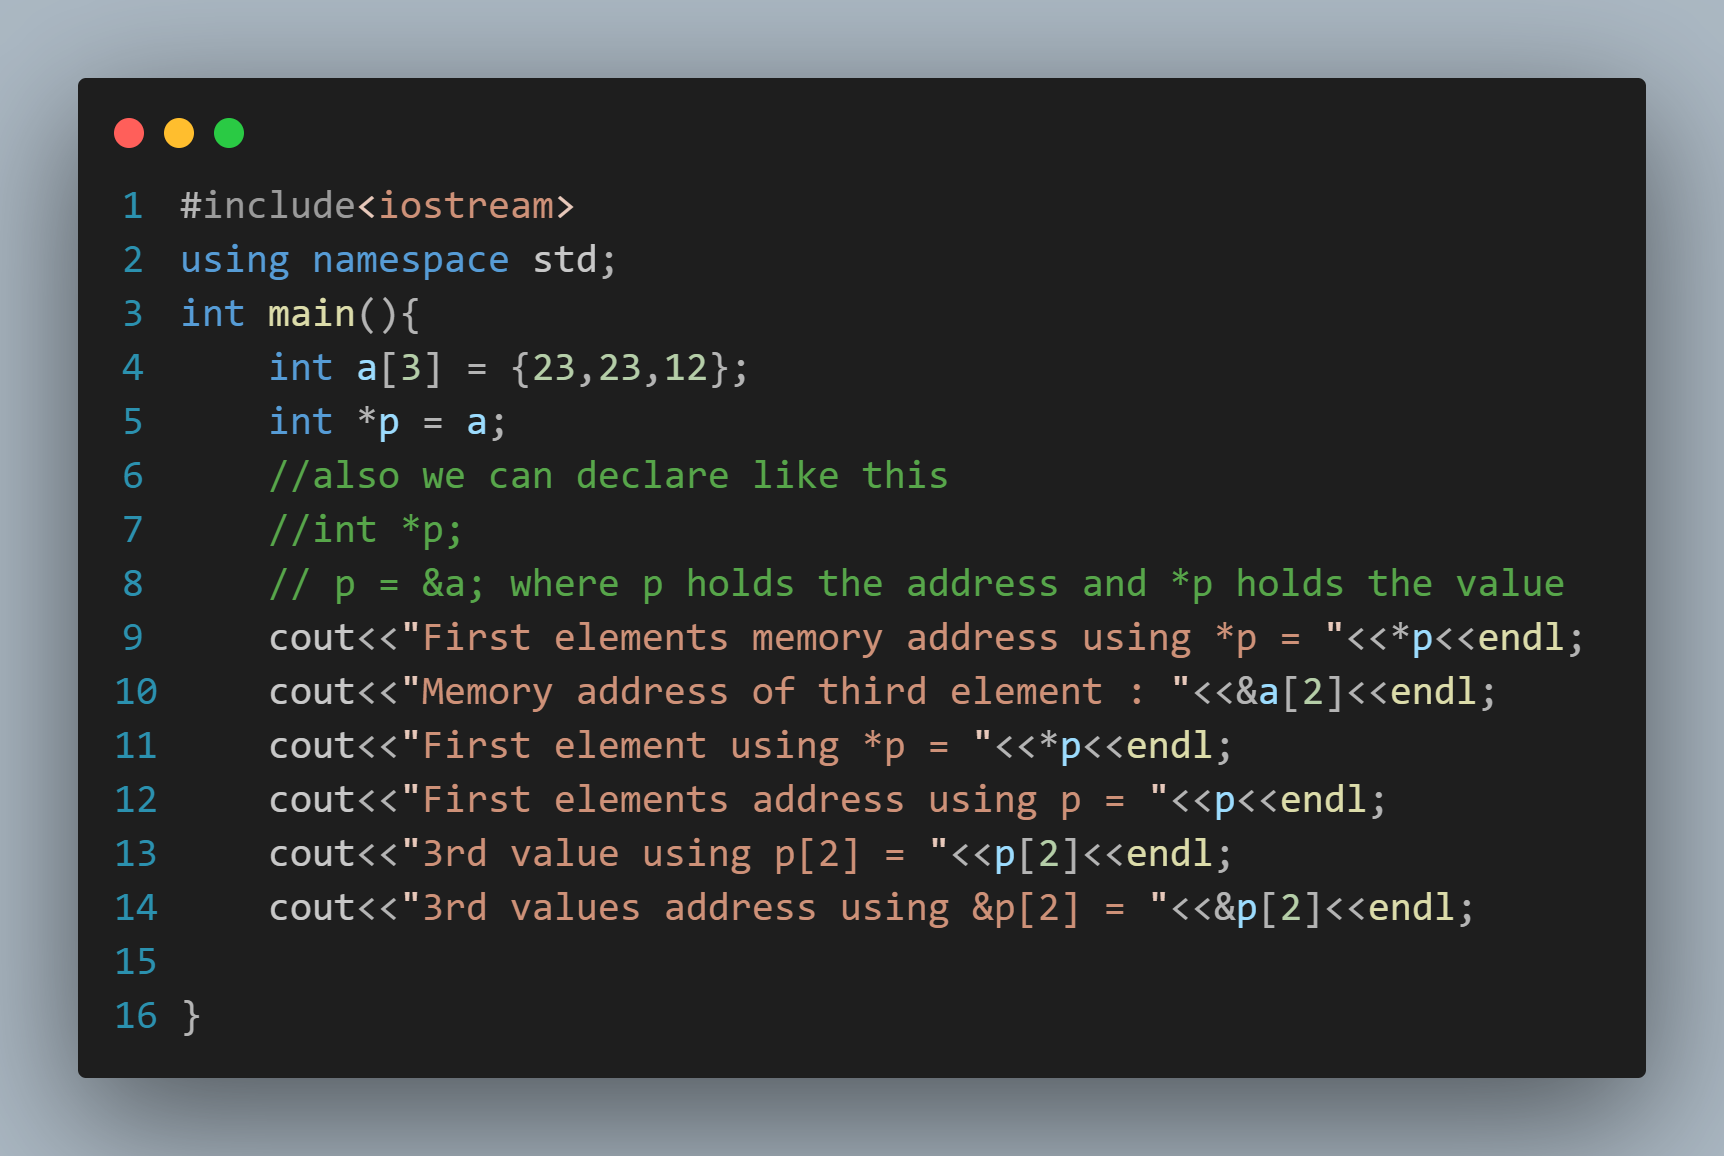 1 #include<iostream>
2 using namespace std;
3 int main(){
4     int a[3] = {23,23,12};
5     int *p = a;
6     //also we can declare like this
7     //int *p;
8     // p = &a; where p holds the address and *p holds the value
9     cout<<"First elements memory address using *p = "<<*p<<endl;
10     cout<<"Memory address of third element : "<<&a[2]<<endl;
11     cout<<"First element using *p = "<<*p<<endl;
12     cout<<"First elements address using p = "<<p<<endl;
13     cout<<"3rd value using p[2] = "<<p[2]<<endl;
14     cout<<"3rd values address using &p[2] = "<<&p[2]<<endl;
15
16 }